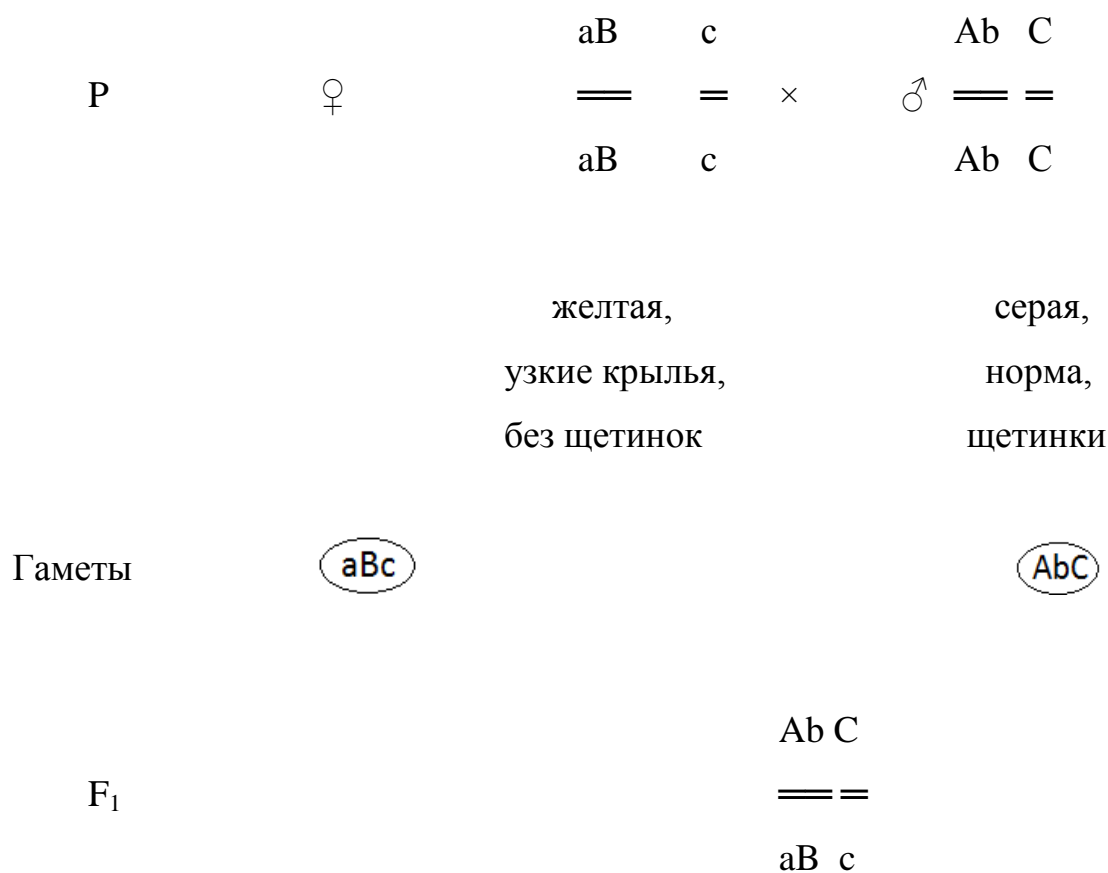 aB c Ab C
P ♀ ══ ═ × ♂ ══ ═
aB c Ab C
желтая, серая,
узкие крылья, норма,
без щетинок щетинки
Гаметы aBc AbC
Ab C
F₁ ══ ═
aB c